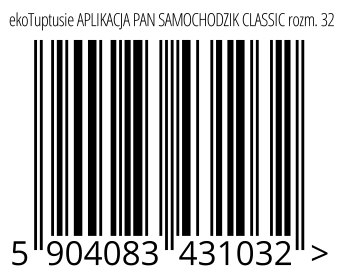 ekoTuptusie APLIKACJA PAN SAMOCHODZIK CLASSIC rozm. 32
5 904083 431032 >